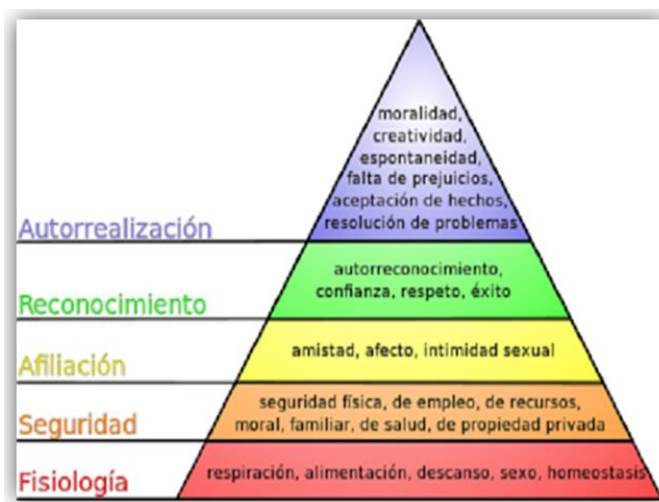 moralidad,
creatividad,
espontaneidad,
falta de prejuicios,
aceptación de hechos,
resolución de problemas
Autorrealización
autorreconocimiento,
confianza, respeto, éxito
Reconocimiento
amistad, afecto, intimidad sexual
Afiliación
seguridad física, de empleo, de recursos,
moral, familiar, de salud, de propiedad privada
Seguridad
respiración, alimentación, descanso, sexo, homeostasis
Fisiología